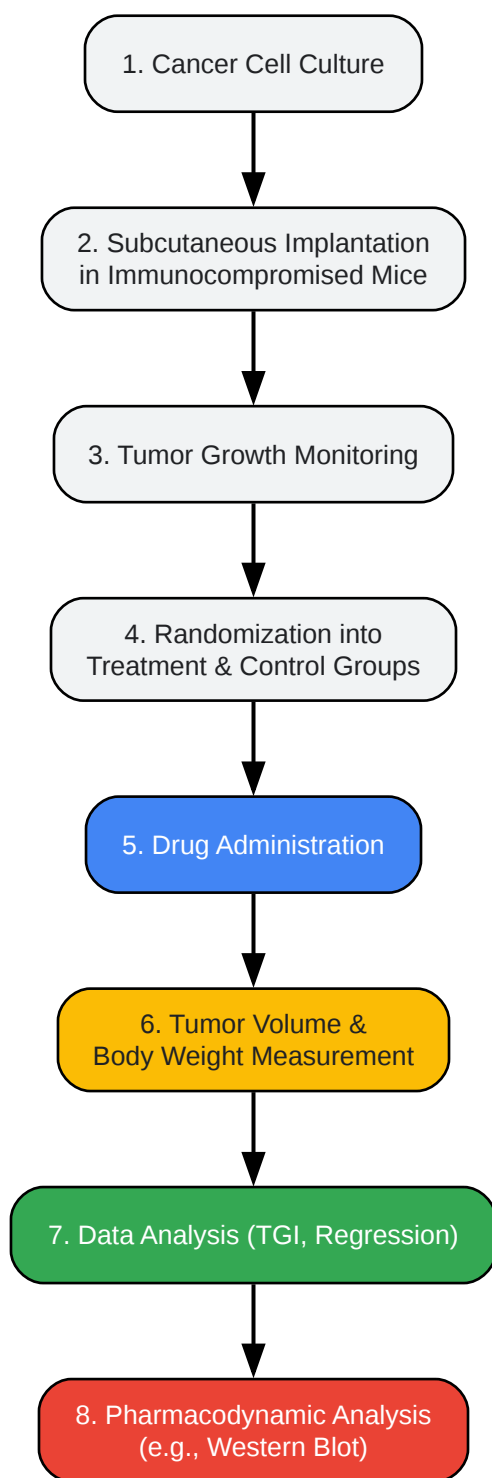 1. Cancer Cell Culture
2. Subcutaneous Implantation
in Immunocompromised Mice
3. Tumor Growth Monitoring
4. Randomization into
Treatment & Control Groups
5. Drug Administration
6. Tumor Volume &
Body Weight Measurement
7. Data Analysis (TGI, Regression)
8. Pharmacodynamic Analysis
(e.g., Western Blot)